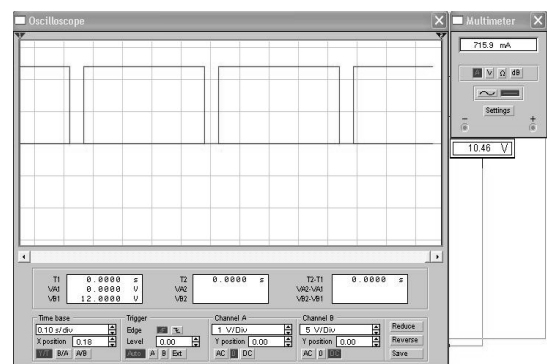 Oscilloscope
Multimeter
715.9 mA
A V Ω dB
Settings
- +
10.46 V
T1 0.0000 s T2 0.0000 s T2-T1 s
VA1 0.0000 V VA2 VA2-VA1
VB1 12.0000 V VB2 VB2-VB1
Time base
0.10 s/div
X position 0.18
Y/T B/A A/B
Trigger
Edge
Level 0.00
Auto A B Ext
Channel A
1 V/Div
Y position 0.00
AC 0 DC
Channel B
5 V/Div
Y position 0.00
AC 0 DC
Reduce
Reverse
Save